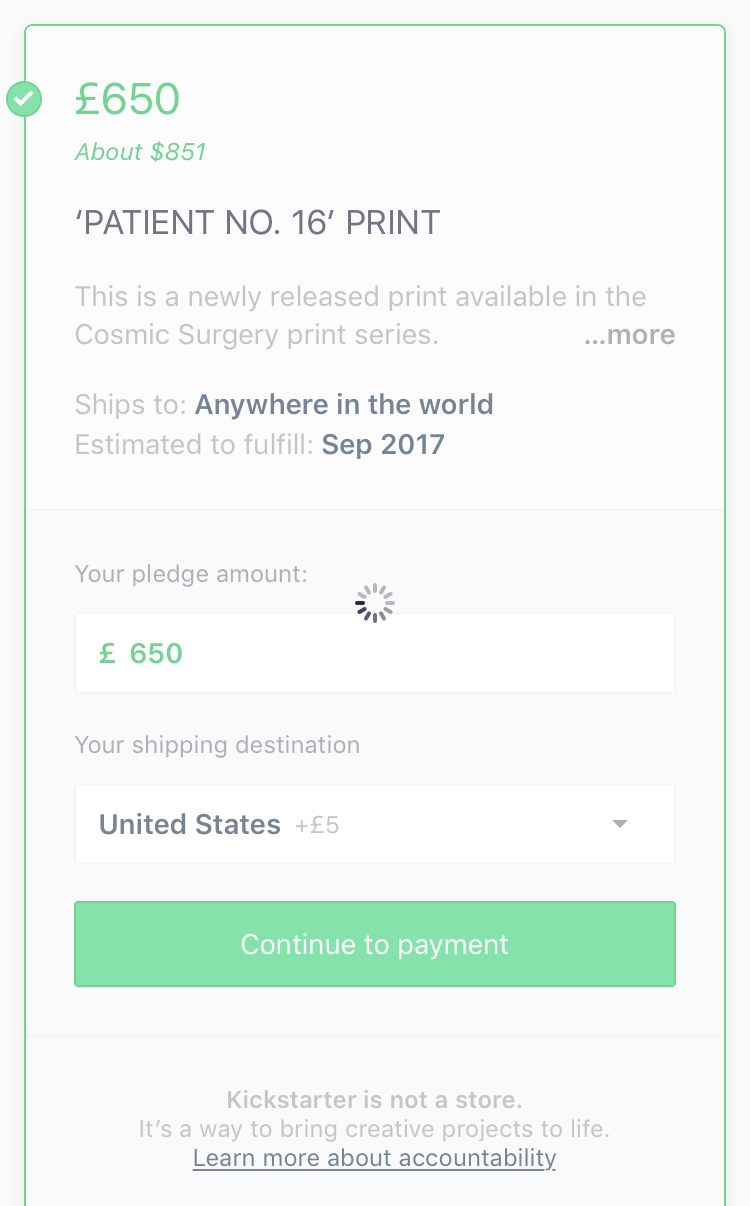 £650
About $851
‘PATIENT NO. 16’ PRINT
This is a newly released print available in the
Cosmic Surgery print series. ...more
Ships to: Anywhere in the world
Estimated to fulfill: Sep 2017
Your pledge amount:
£ 650
Your shipping destination
United States +£5
Continue to payment
Kickstarter is not a store.
It’s a way to bring creative projects to life.
Learn more about accountability